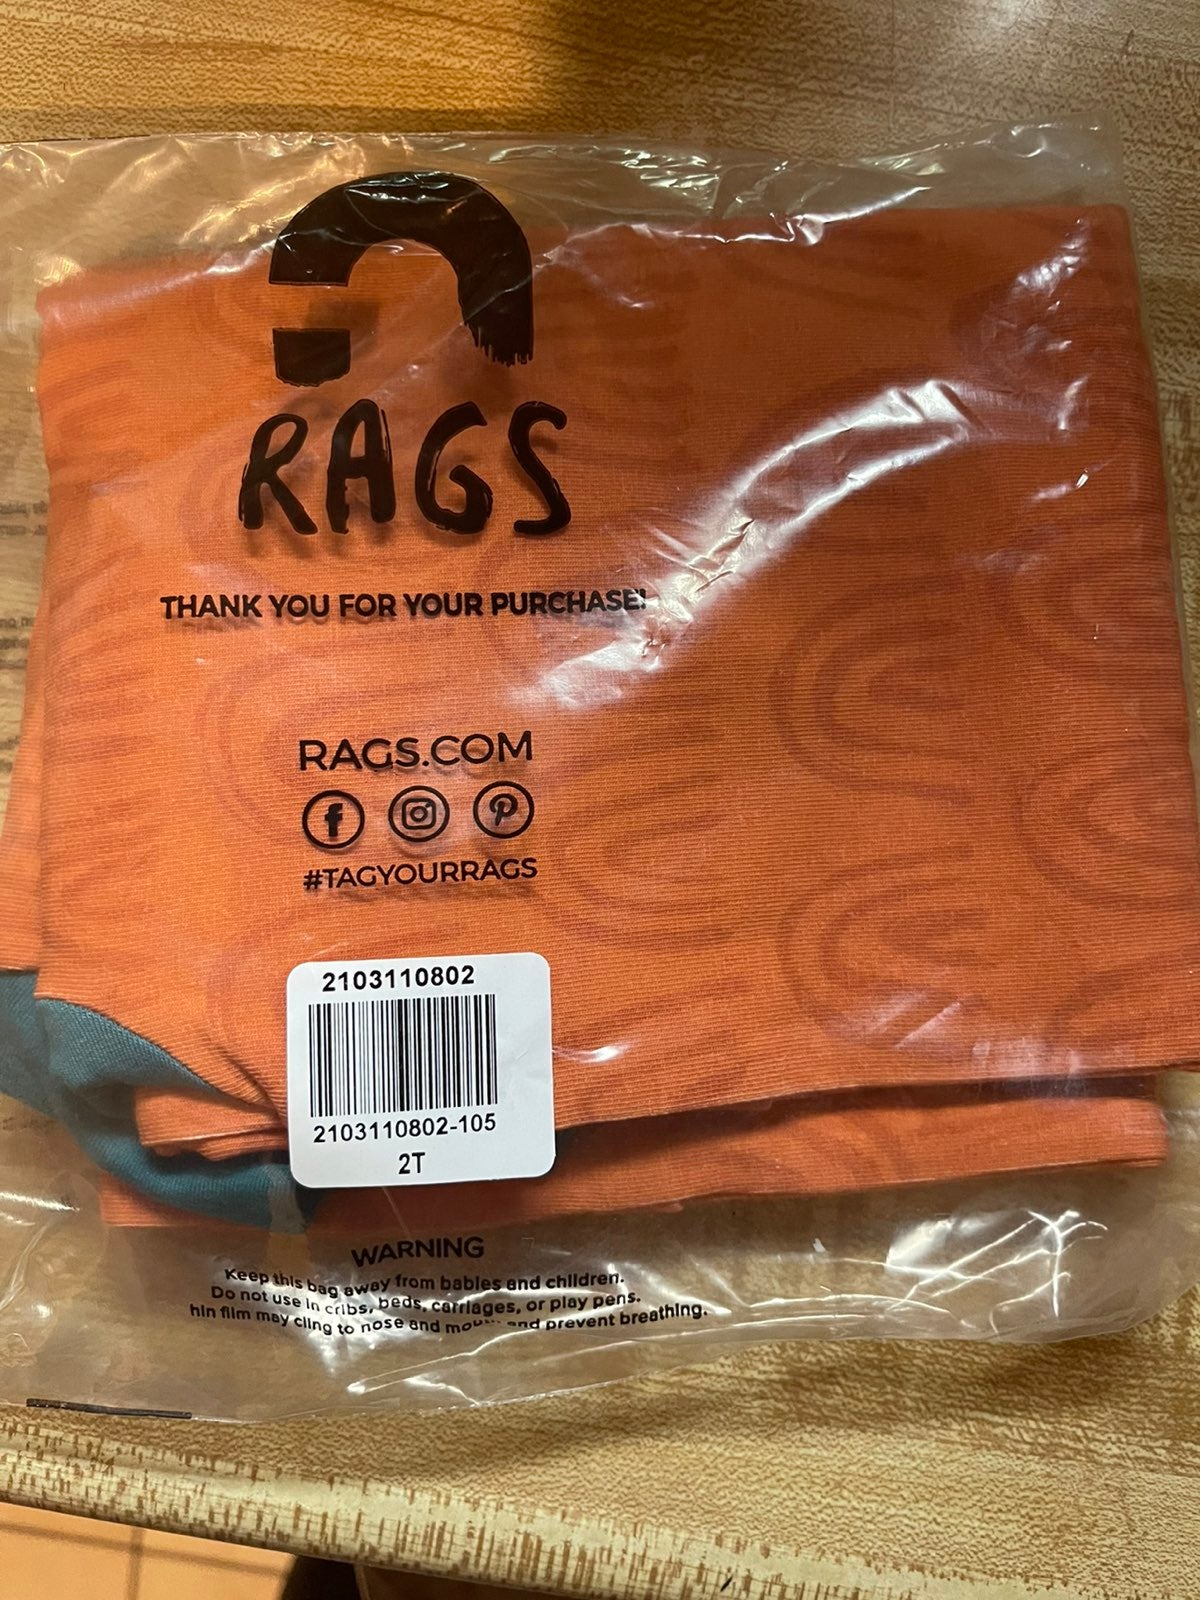 RAGS
THANK YOU FOR YOUR PURCHASE!
RAGS.COM
#TAGYOURRAGS
2103110802
2103110802-105
2T
WARNING
Keep this bag away from babies and children.
Do not use in cribs, beds, carriages, or play pens.
hin film may cling to nose and and prevent breathing.